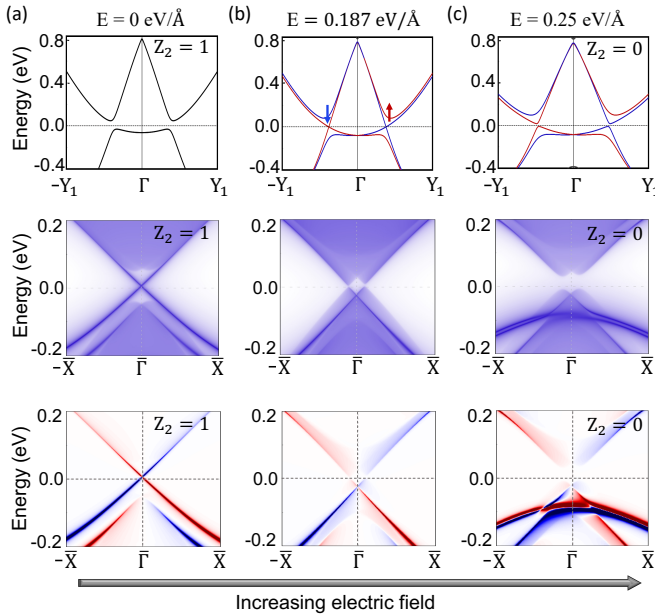 (a) E = 0 eV/Å (b) E = 0.187 eV/Å (c) E = 0.25 eV/Å
Energy (eV)
0.8 Z₂ = 1 0.8 0.8 Z₂ = 0
0.4 0.4 0.4
0.0 0.0 0.0
-0.4 -0.4 -0.4
−Y₁ Γ Y₁ −Y₁ Γ Y₁ −Y₁ Γ Y₁
Energy (eV)
0.2 Z₂ = 1 0.2 0.2 Z₂ = 0
0.0 0.0 0.0
-0.2 -0.2 -0.2
−X̅ Γ̅ X̅ −X̅ Γ̅ X̅ −X̅ Γ̅ X̅
Energy (eV)
0.2 Z₂ = 1 0.2 0.2 Z₂ = 0
0.0 0.0 0.0
-0.2 -0.2 -0.2
−X̅ Γ̅ X̅ −X̅ Γ̅ X̅ −X̅ Γ̅ X̅
Increasing electric field